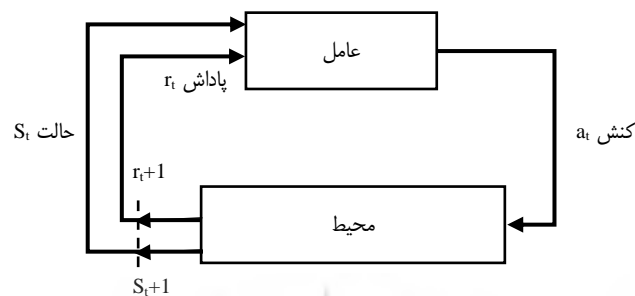 عامل
پاداش rₜ
حالت Sₜ
کنش aₜ
rₜ+1
محیط
Sₜ+1